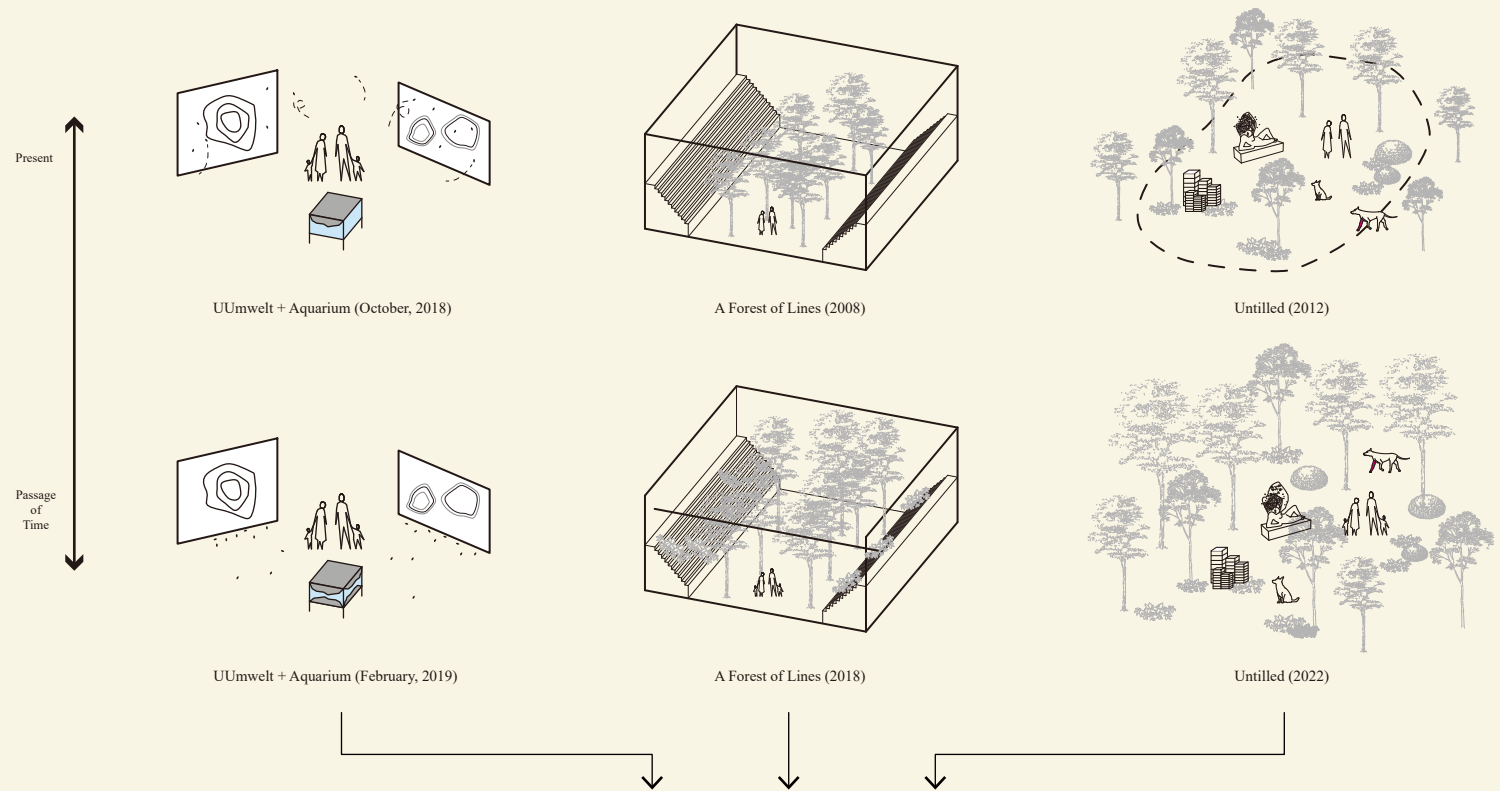 Present
UUmwelt + Aquarium (October, 2018)
A Forest of Lines (2008)
Untilled (2012)
Passage
of
Time
UUmwelt + Aquarium (February, 2019)
A Forest of Lines (2018)
Untilled (2022)